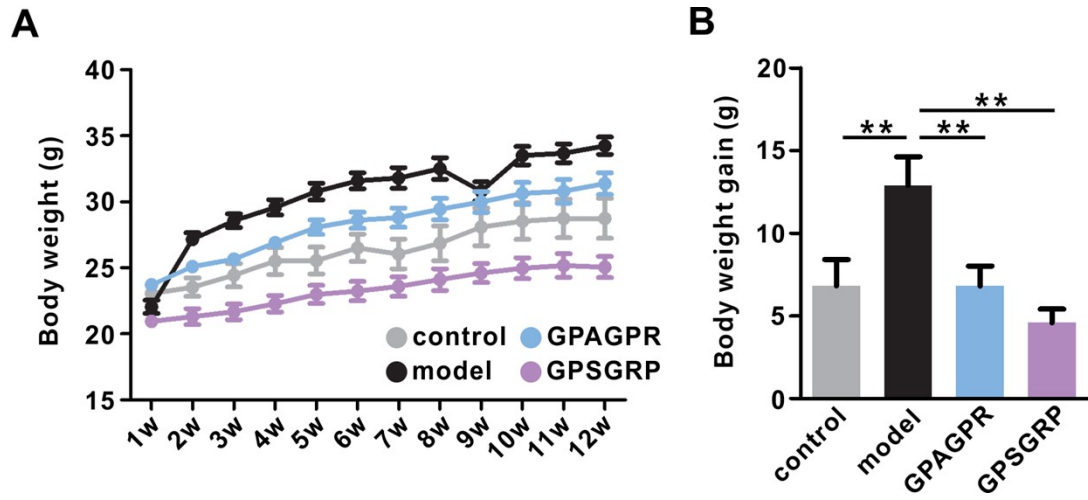 A
Body weight (g)
40
35
30
25
20
15
control
GPAGPR
model
GPSGRP
1w 2w 3w 4w 5w 6w 7w 8w 9w 10w 11w 12w
B
Body weight gain (g)
20
15
10
5
0
**
** **
control model GPAGPR GPSGRP